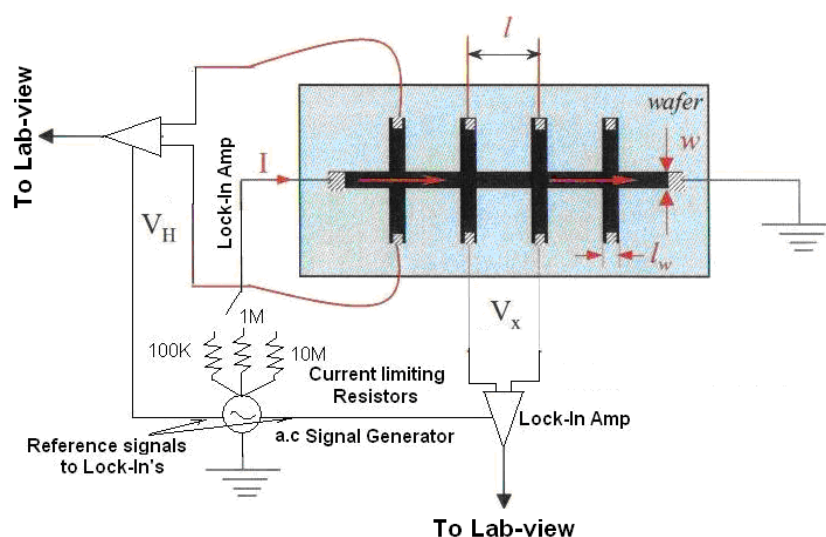 l
wafer
w
To Lab-view
Lock-In Amp
I
V_H
l_w
V_x
1M
100K
10M
Current limiting
Resistors
Lock-In Amp
a.c Signal Generator
Reference signals
to Lock-In's
To Lab-view